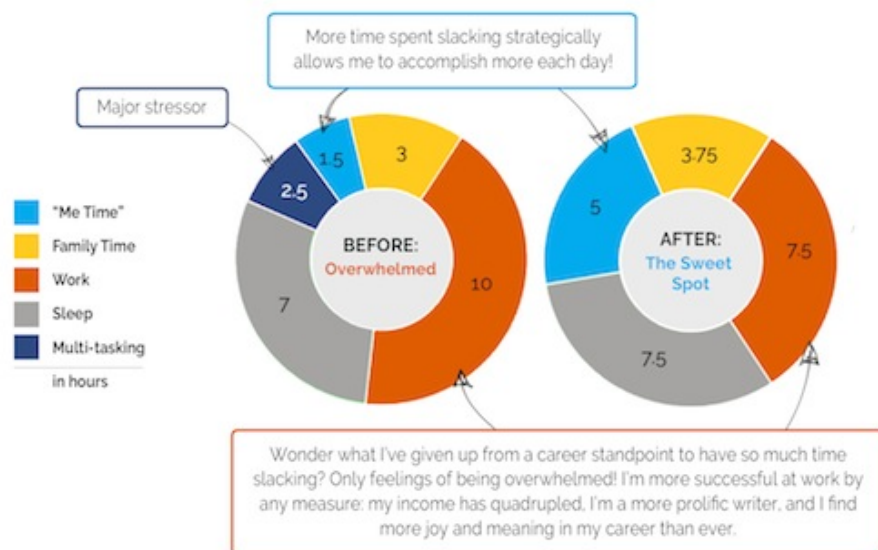 More time spent slacking strategically
allows me to accomplish more each day!
Major stressor
1.5
3
2.5
7
10
BEFORE:
Overwhelmed
3.75
5
7.5
7.5
AFTER:
The Sweet
Spot
"Me Time"
Family Time
Work
Sleep
Multi-tasking
in hours
Wonder what I've given up from a career standpoint to have so much time
slacking? Only feelings of being overwhelmed! I'm more successful at work by
any measure: my income has quadrupled, I'm a more prolific writer, and I find
more joy and meaning in my career than ever.